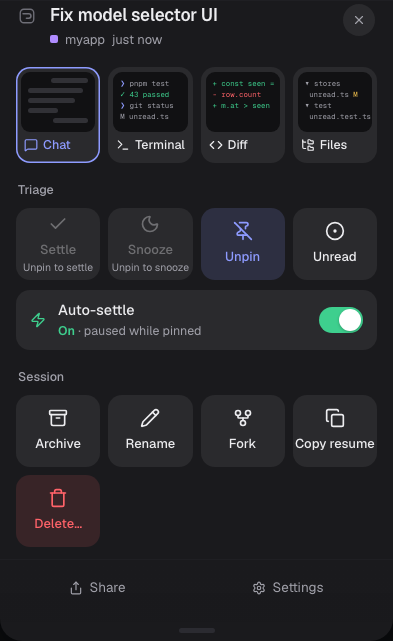 Fix model selector UI
myapp just now
❯ pnpm test
✓ 43 passed
❯ git status
M unread.ts
+ const seen =
- row.count
+ m.at > seen
▾ stores
unread.ts M
▾ test
unread.test.ts
Chat
Terminal
Diff
Files
Triage
Settle
Unpin to settle
Snooze
Unpin to snooze
Unpin
Unread
Auto-settle
On · paused while pinned
Session
Archive
Rename
Fork
Copy resume
Delete…
Share
Settings